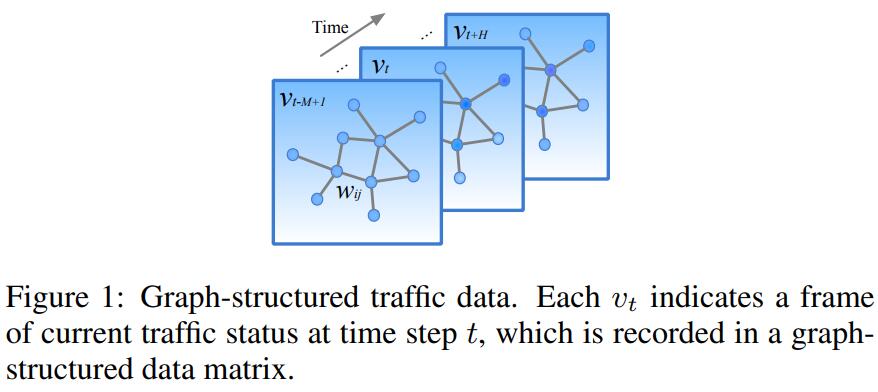 Time
...
V_{t+H}
...
V_t
V_{t-M+1}
W_{ij}
Figure 1: Graph-structured traffic data. Each v_t indicates a frame
of current traffic status at time step t, which is recorded in a graph-
structured data matrix.